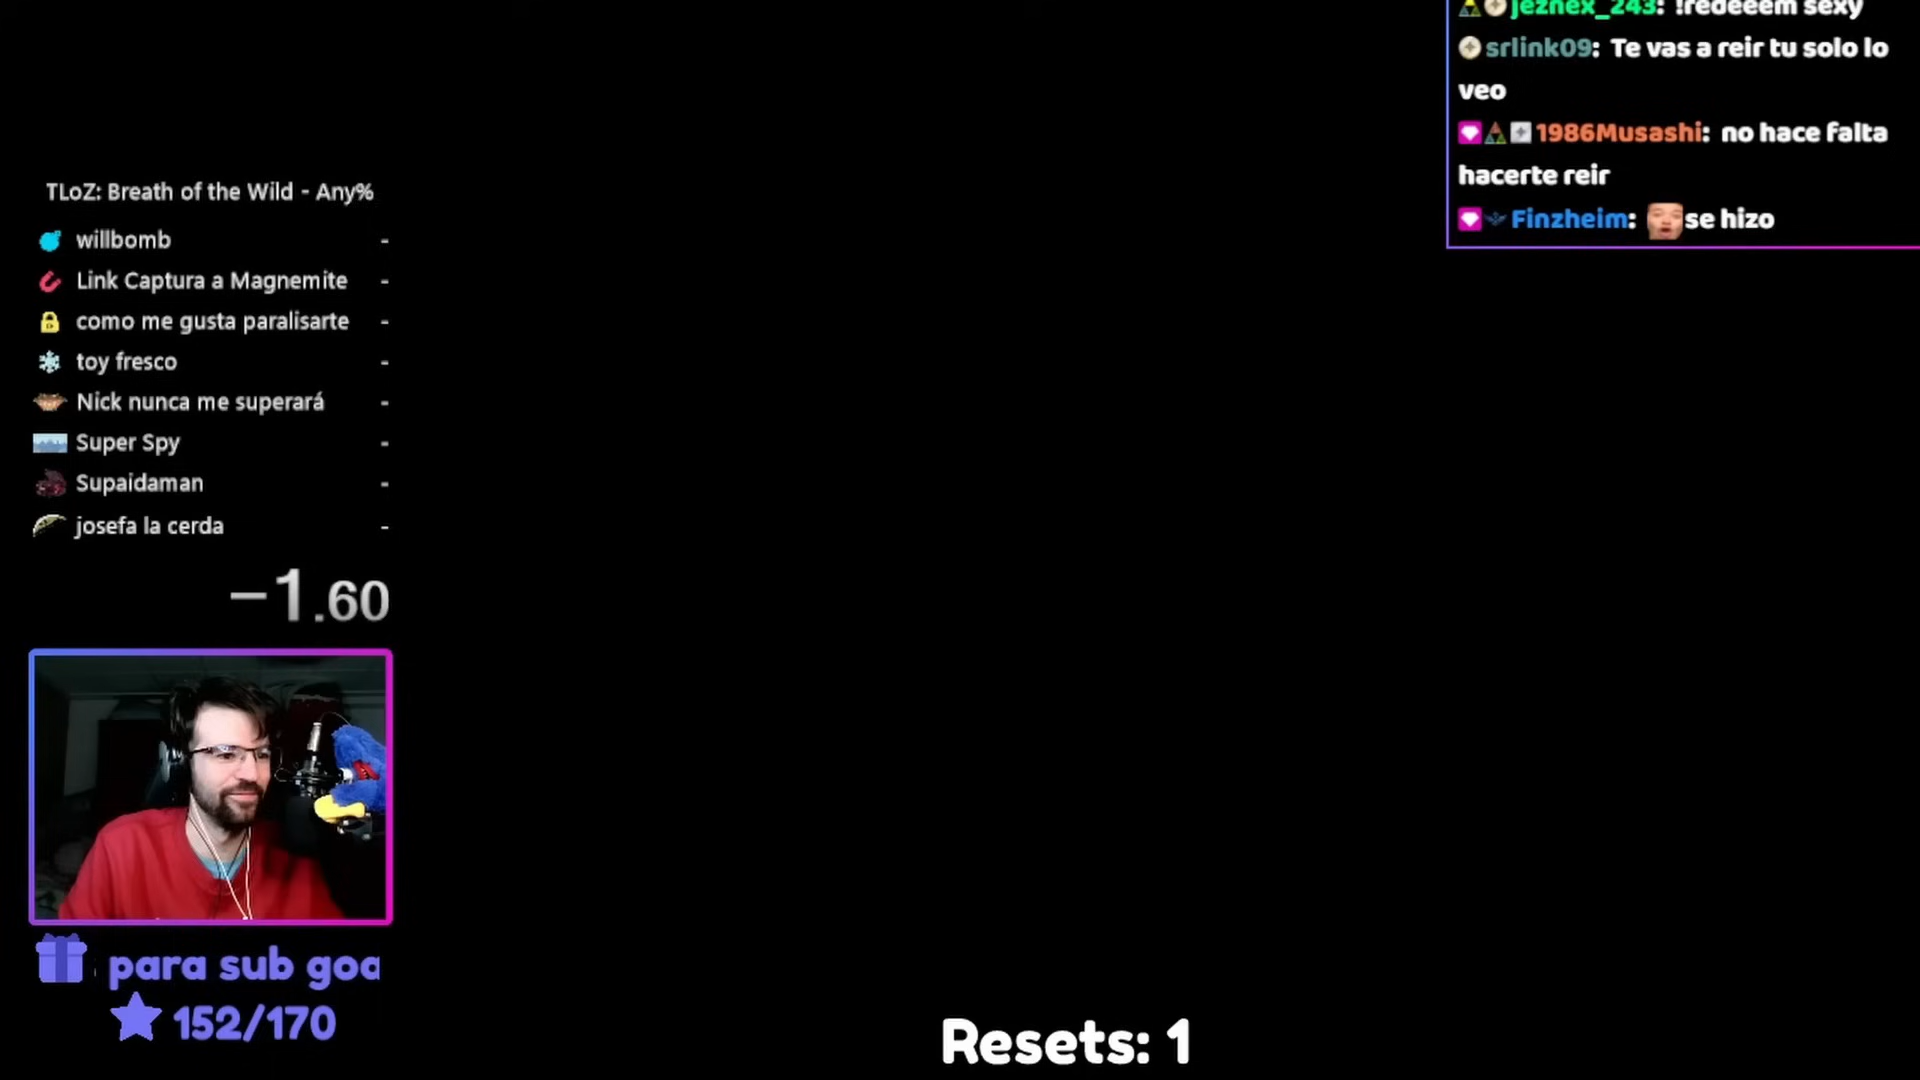 jeznex_243: !redeeem sexy
srlink09: Te vas a reir tu solo lo
veo
1986Musashi: no hace falta
hacerte reir
Finzheim: se hizo
TLoZ: Breath of the Wild - Any%
willbomb -
Link Captura a Magnemite -
como me gusta paralisarte -
toy fresco -
Nick nunca me superará -
Super Spy -
Supaidaman -
josefa la cerda -
−1.60
para sub goa
152/170
Resets: 1